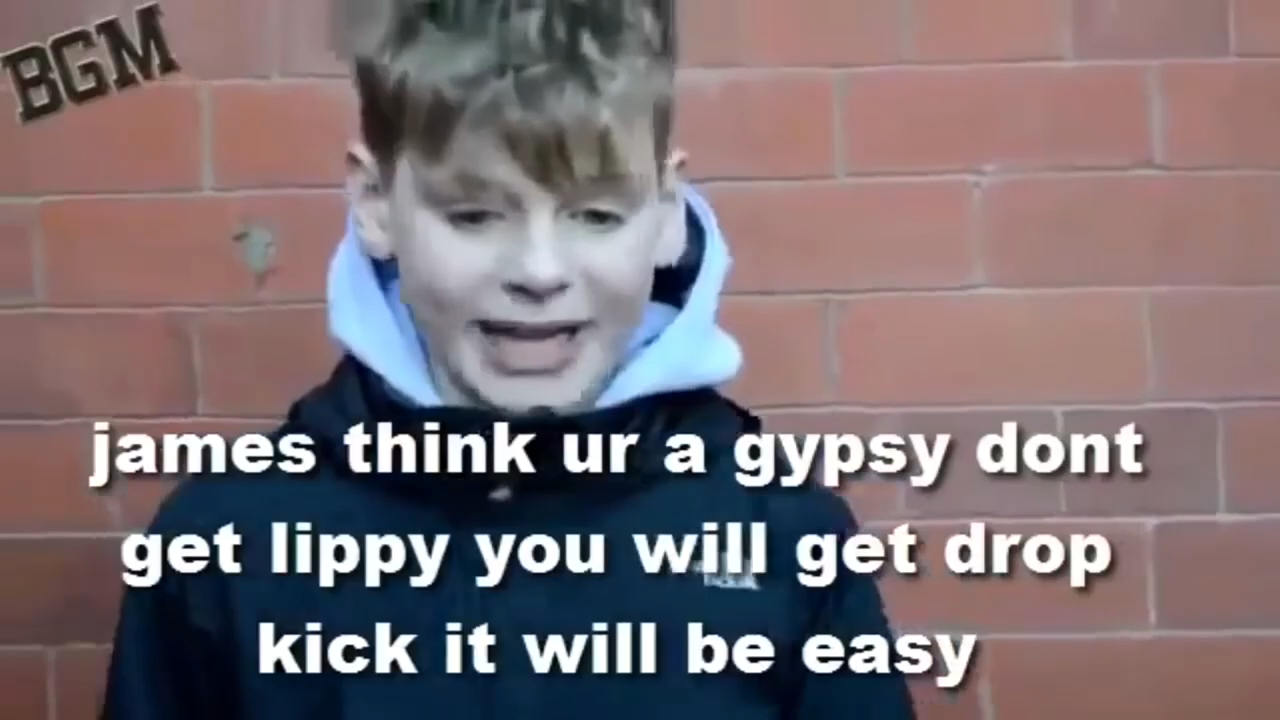 BGM
james think ur a gypsy dont
get lippy you will get drop
kick it will be easy